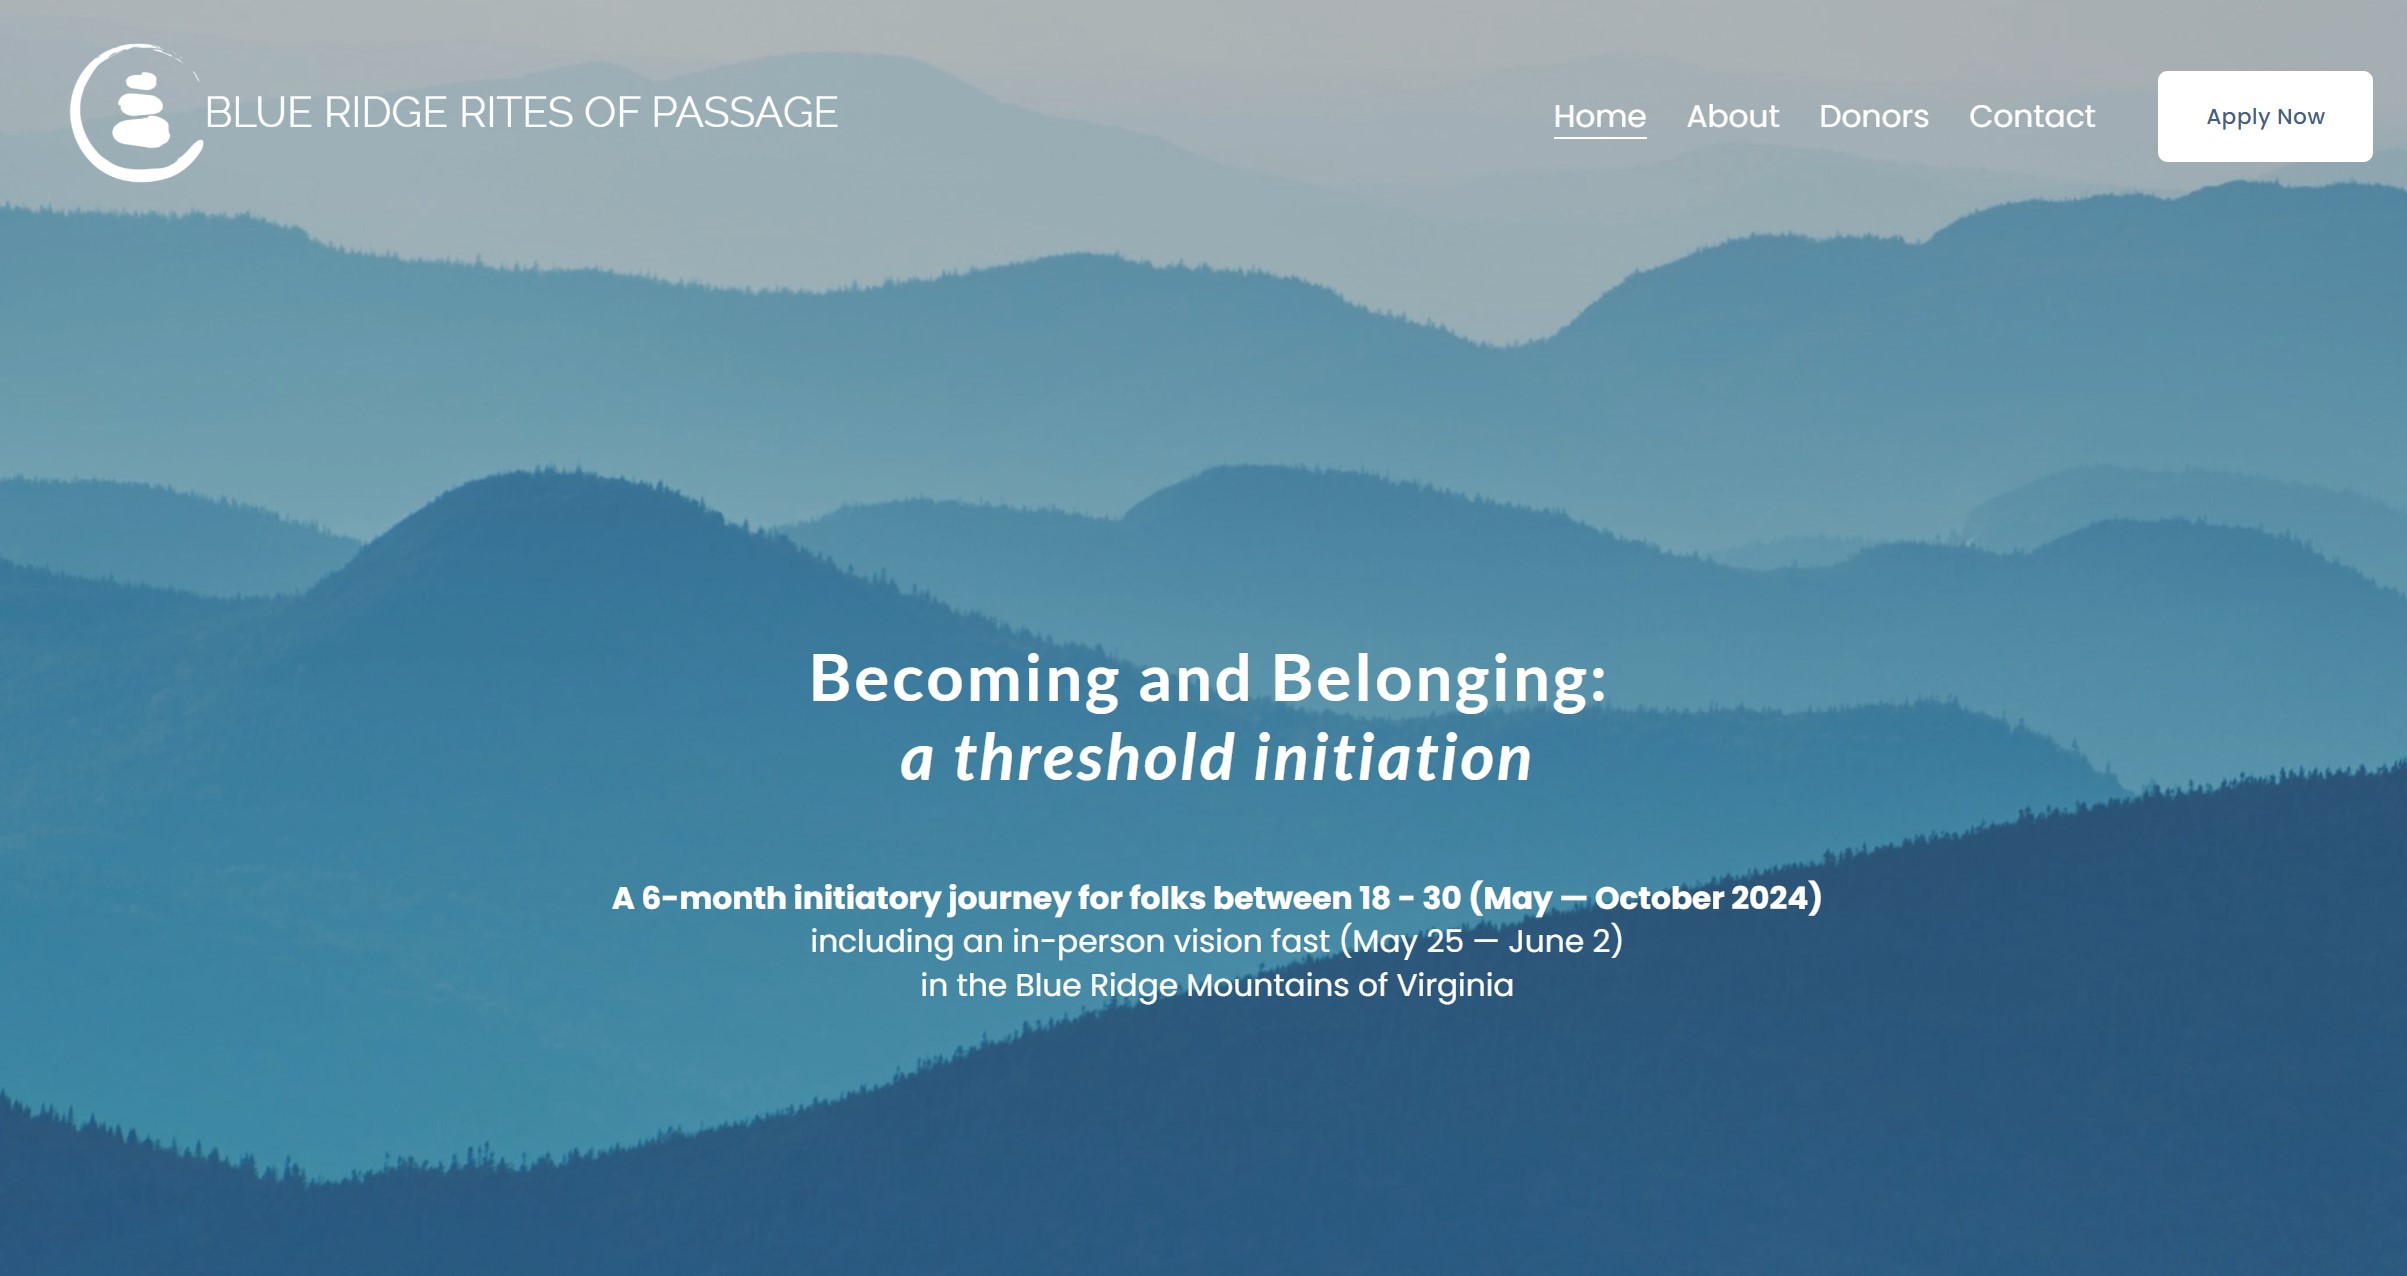 BLUE RIDGE RITES OF PASSAGE
Home About Donors Contact Apply Now
Becoming and Belonging:
a threshold initiation
A 6-month initiatory journey for folks between 18 - 30 (May — October 2024)
including an in-person vision fast (May 25 — June 2)
in the Blue Ridge Mountains of Virginia